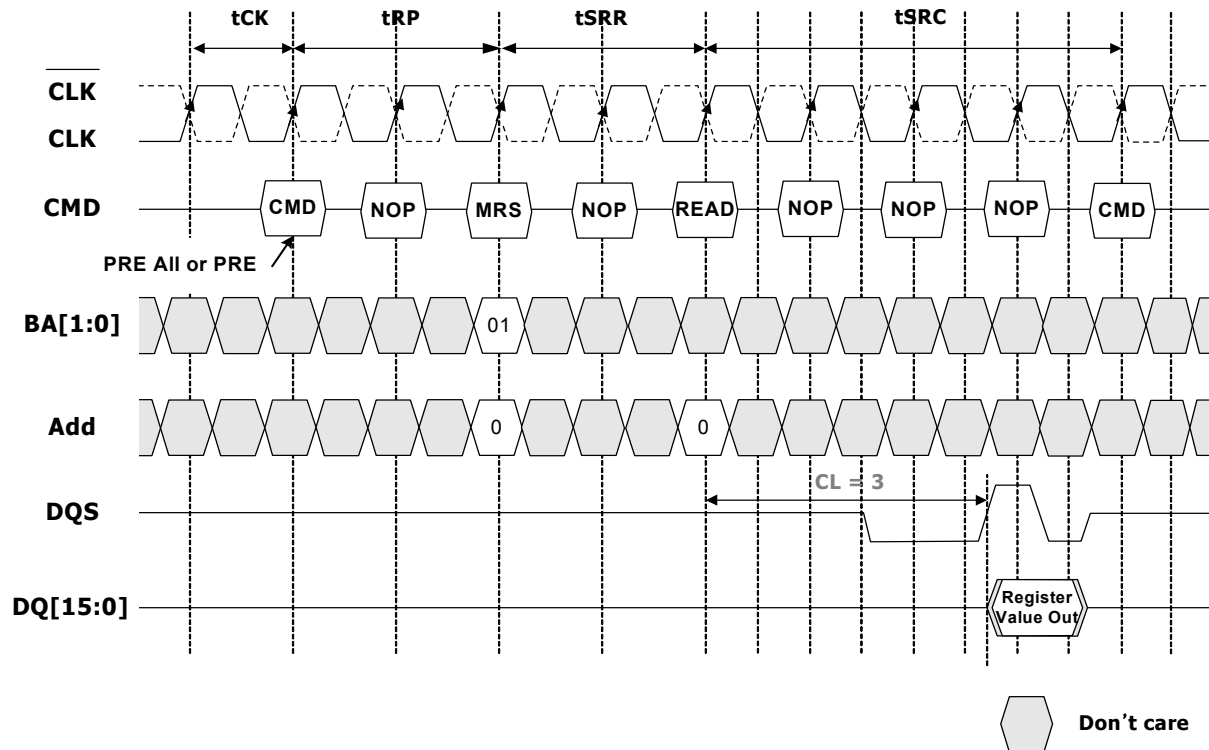 tCK tRP tSRR tSRC
CLK
CLK
CMD CMD NOP MRS NOP READ NOP NOP NOP CMD
PRE All or PRE
BA[1:0] 01
Add 0 0
CL = 3
DQS
DQ[15:0] Register
Value Out
Don't care